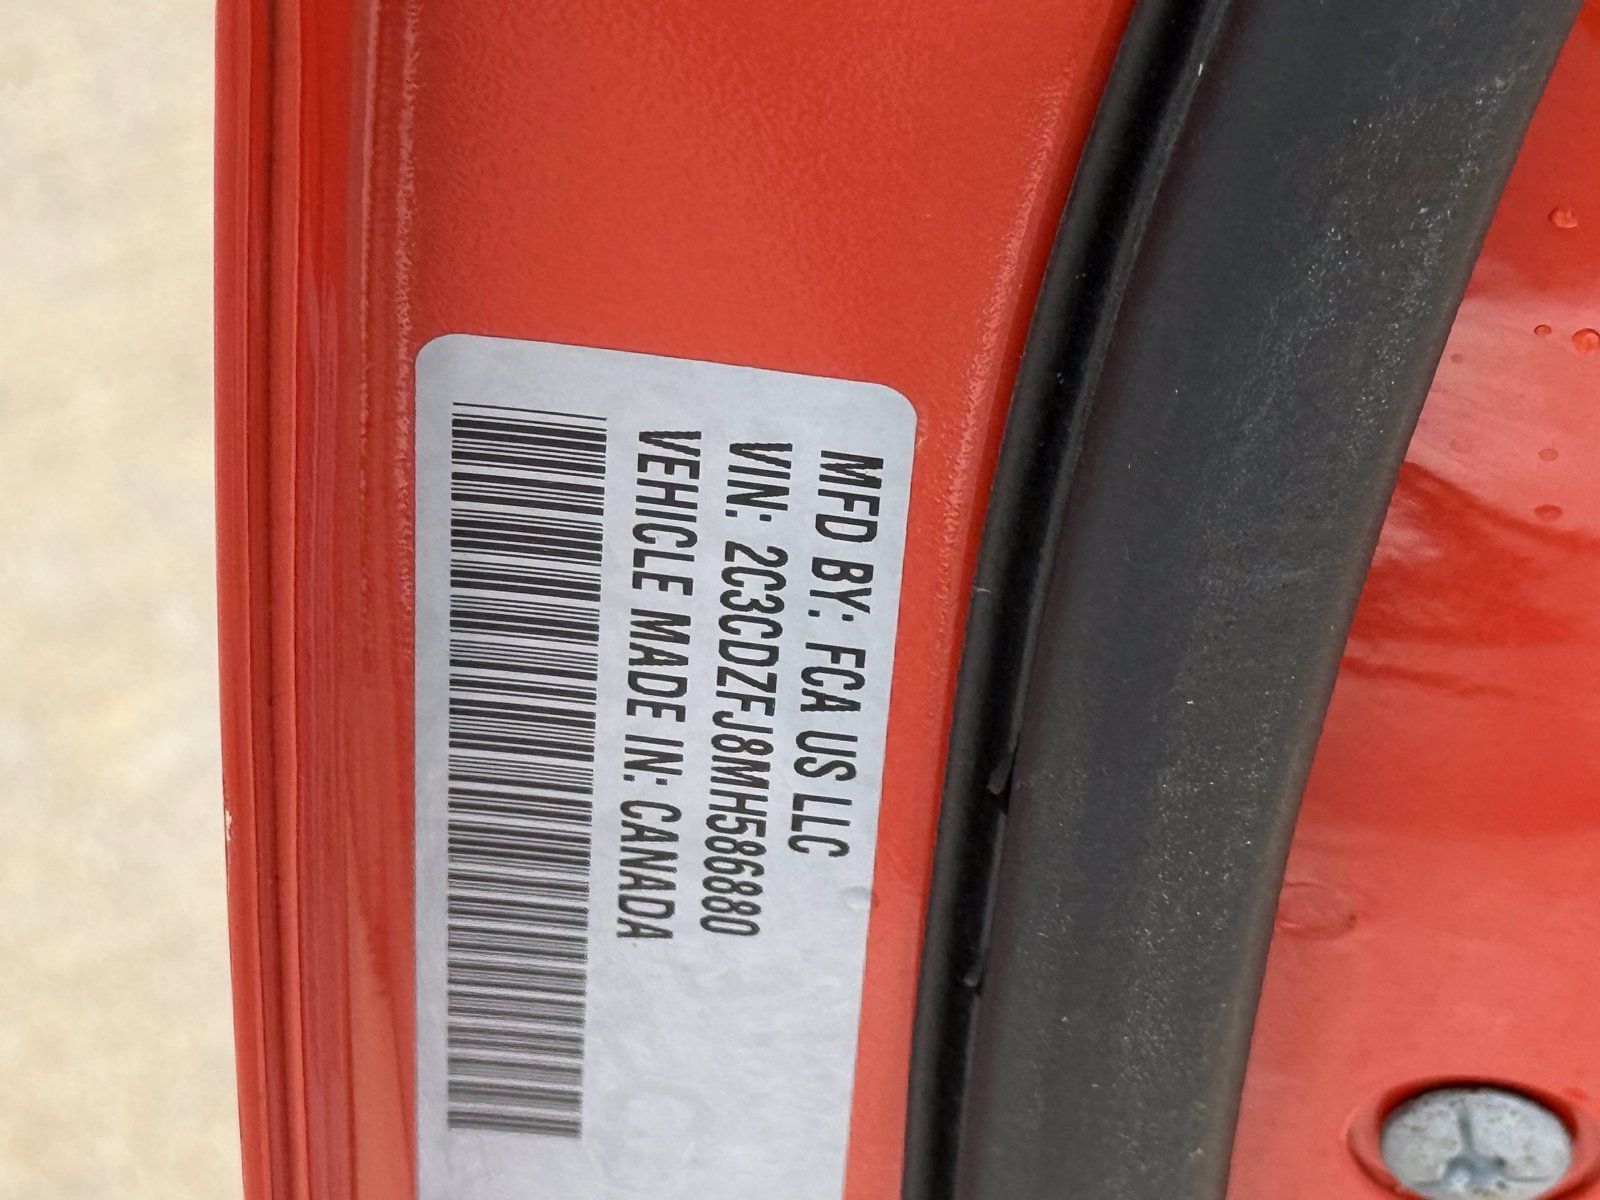 MFD BY: FCA US LLC
VIN: 2C3CDZFJ8MH586880
VEHICLE MADE IN: CANADA